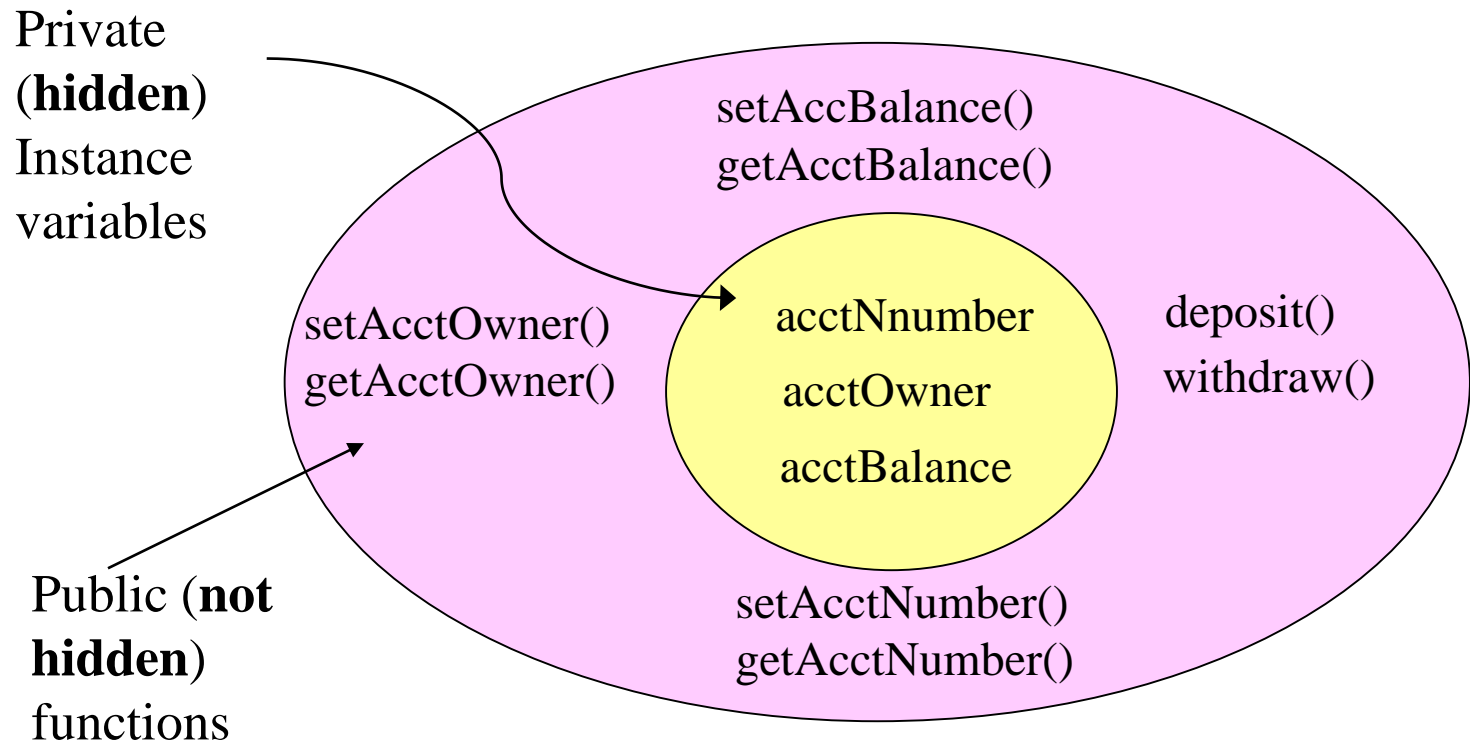 Private
(hidden)
Instance
variables
setAccBalance()
getAcctBalance()
setAcctOwner()
getAcctOwner()
acctNnumber
acctOwner
acctBalance
deposit()
withdraw()
setAcctNumber()
getAcctNumber()
Public (not
hidden)
functions